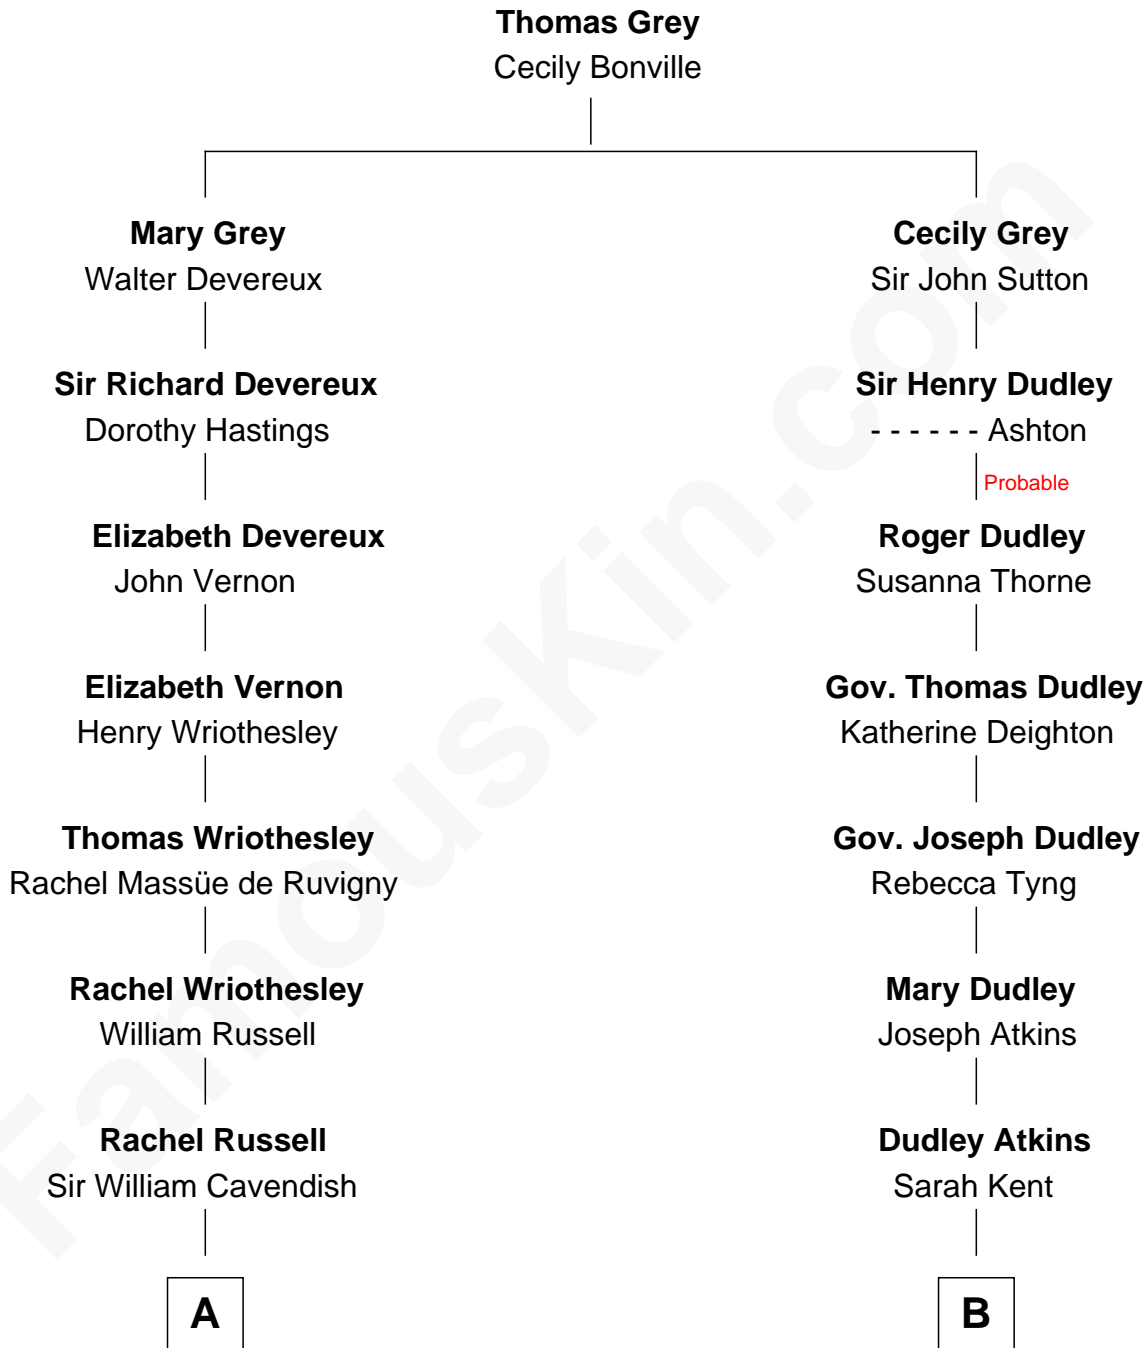 Thomas Grey
Cecily Bonville
Mary Grey
Walter Devereux
Cecily Grey
Sir John Sutton
Sir Richard Devereux
Dorothy Hastings
Sir Henry Dudley
- - - - - - Ashton
Probable
Elizabeth Devereux
John Vernon
Roger Dudley
Susanna Thorne
Elizabeth Vernon
Henry Wriothesley
Gov. Thomas Dudley
Katherine Deighton
Thomas Wriothesley
Rachel Massüe de Ruvigny
Gov. Joseph Dudley
Rebecca Tyng
Rachel Wriothesley
William Russell
Mary Dudley
Joseph Atkins
Rachel Russell
Sir William Cavendish
Dudley Atkins
Sarah Kent
A
B
FamousKin.com